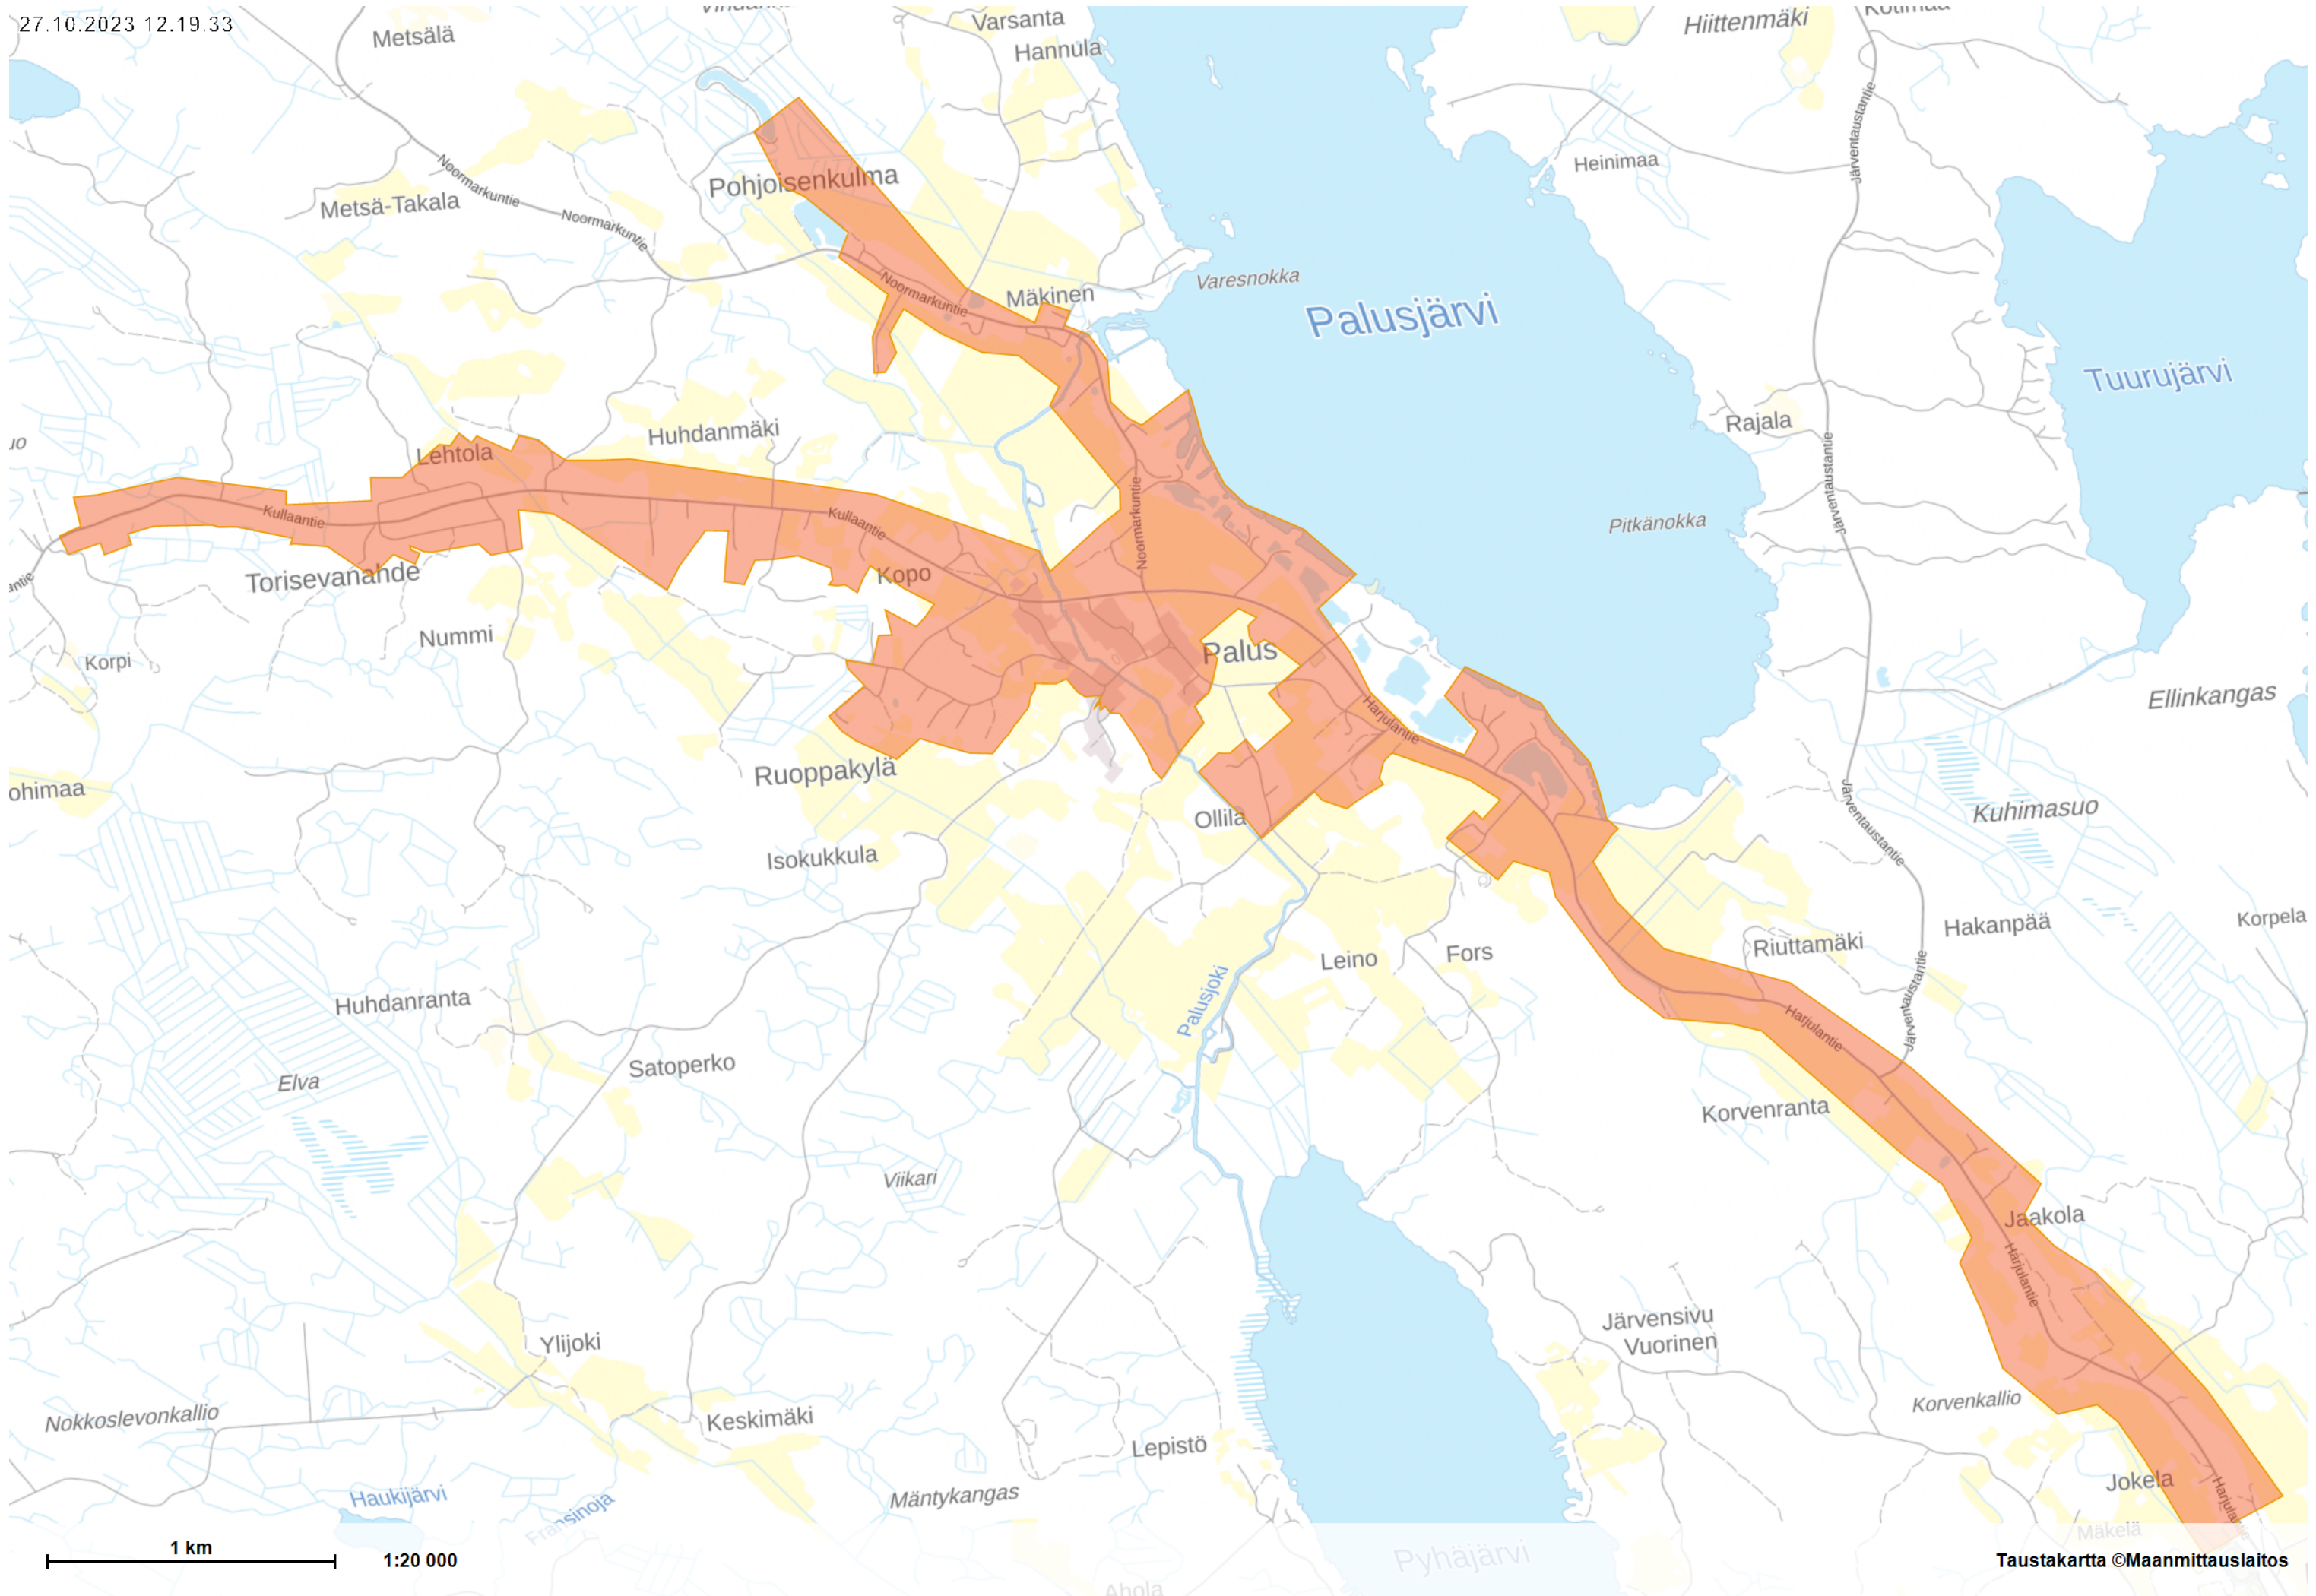 27.10.2023 12.19.33
Metsälä
Varsanta
Hannula
Hiittenmäki
Järventaustantie
Heinimaa
Noormarkuntie
Pohjoisenkulma
Metsä-Takala
Noormarkuntie
Varesnokka
Noormarkuntie
Mäkinen
Palusjärvi
Tuurujärvi
Rajala
Huhdanmäki
Lehtola
Järventaustantie
Kullaantie
Kullaantie
Noormarkuntie
Pitkänokka
Torisevanahde
Kopo
Nummi
Palus
Korpi
Ellinkangas
Harjulantie
Ruoppakylä
ohimaa
Ollila
Kuhimasuo
Järventaustantie
Isokukkula
Korpela
Hakanpää
Riuttamäki
Leino
Fors
Palusjoki
Huhdanranta
Järventaustantie
Harjulantie
Satoperko
Elva
Korvenranta
Viikari
Jaakola
Harjulantie
Järvensivu
Vuorinen
Ylijoki
Korvenkallio
Nokkoslevonkallio
Keskimäki
Lepistö
Jokela
Haukijärvi
Mäntykangas
Fransinoja
Mäkelä
1 km
1:20 000
Pyhäjärvi
Taustakartta ©Maanmittauslaitos
Ahola